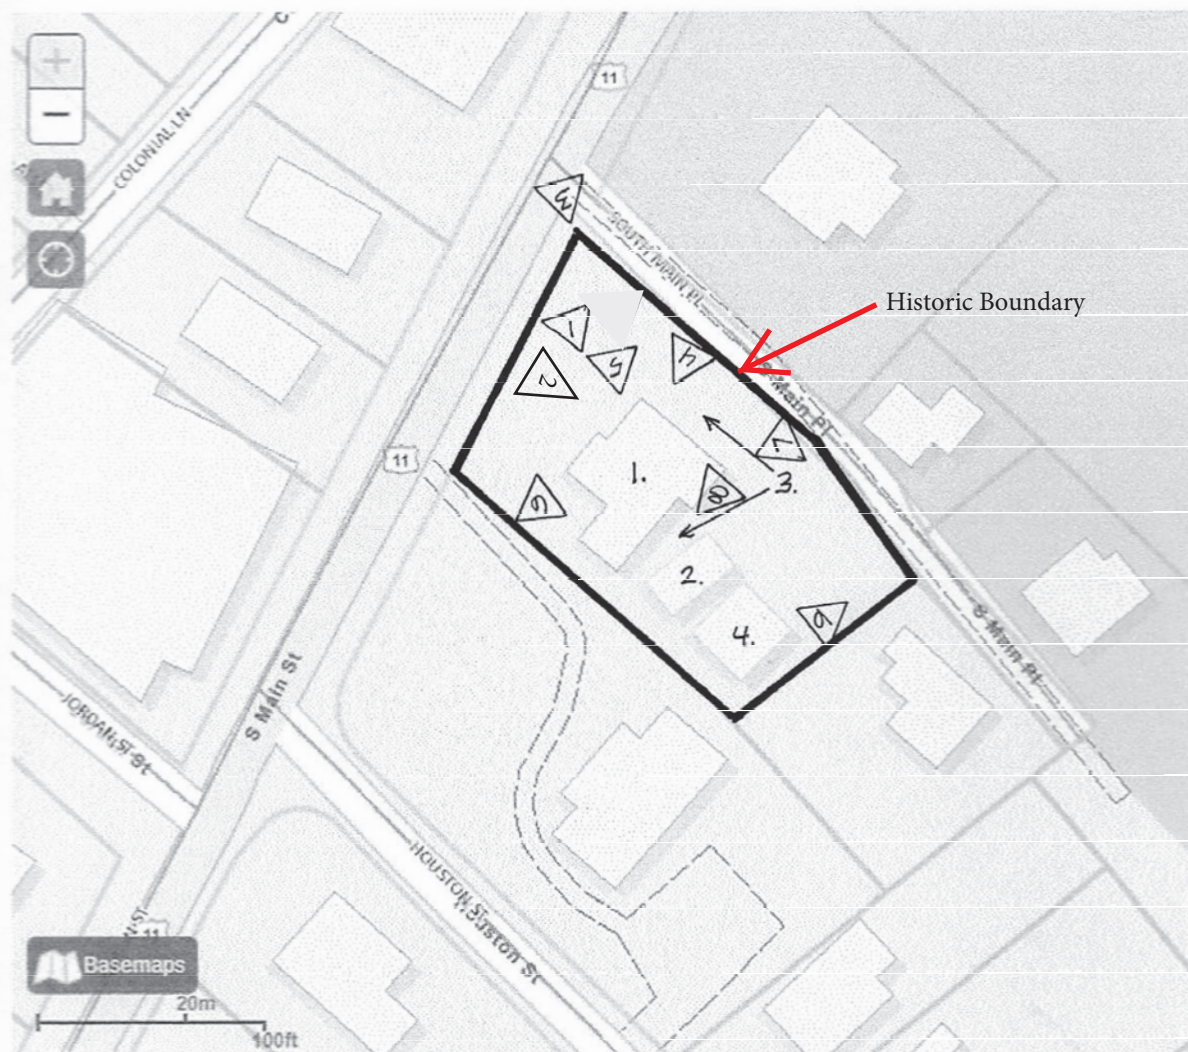 +
11
−
COLONIAL LN
3
SOUTH MAIN PL
Historic Boundary
1
5
4
2
S Main Pl
7
11
1.
8
3.
6
2.
9
4.
S Main Pl
S Main St
JORDAN ST
St
HOUSTON ST
Houston St
N ST
11
Basemaps
20m
100ft